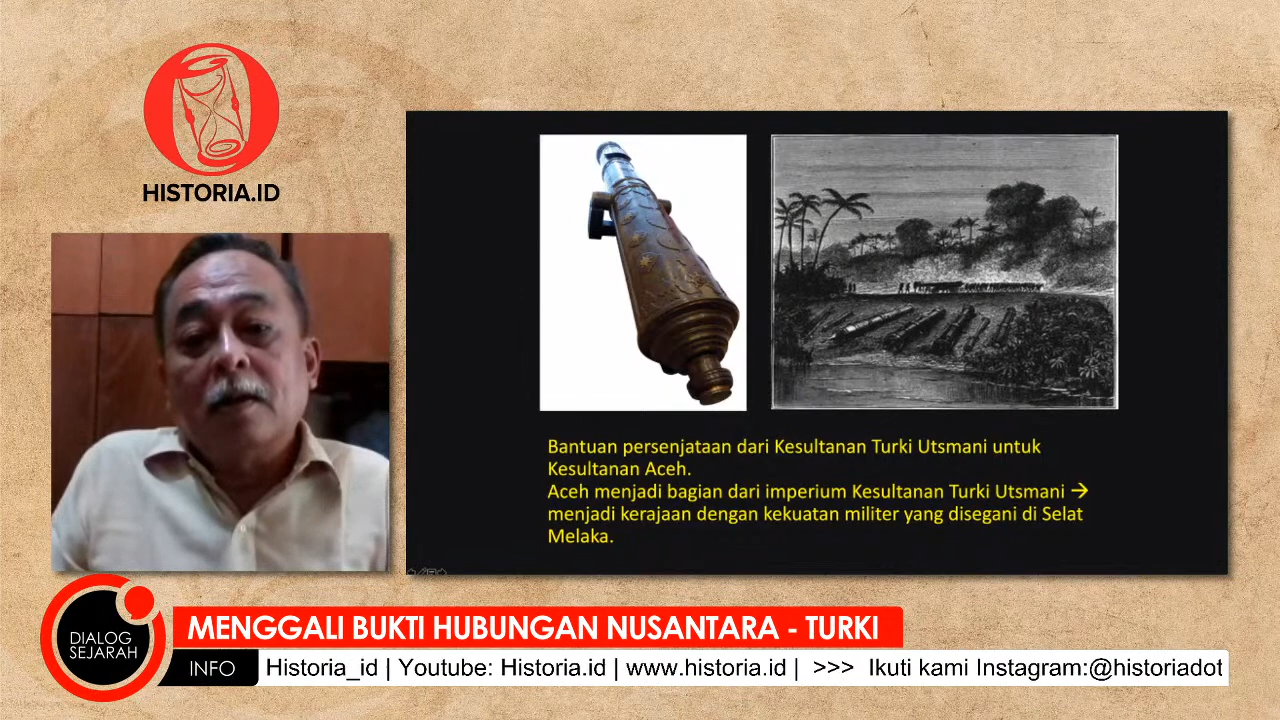 HISTORIA.ID
Bantuan persenjataan dari Kesultanan Turki Utsmani untuk
Kesultanan Aceh.
Aceh menjadi bagian dari imperium Kesultanan Turki Utsmani →
menjadi kerajaan dengan kekuatan militer yang disegani di Selat
Melaka.
DIALOG
SEJARAH
MENGGALI BUKTI HUBUNGAN NUSANTARA - TURKI
INFO
Historia_id | Youtube: Historia.id | www.historia.id | >>> Ikuti kami Instagram:@historiadot